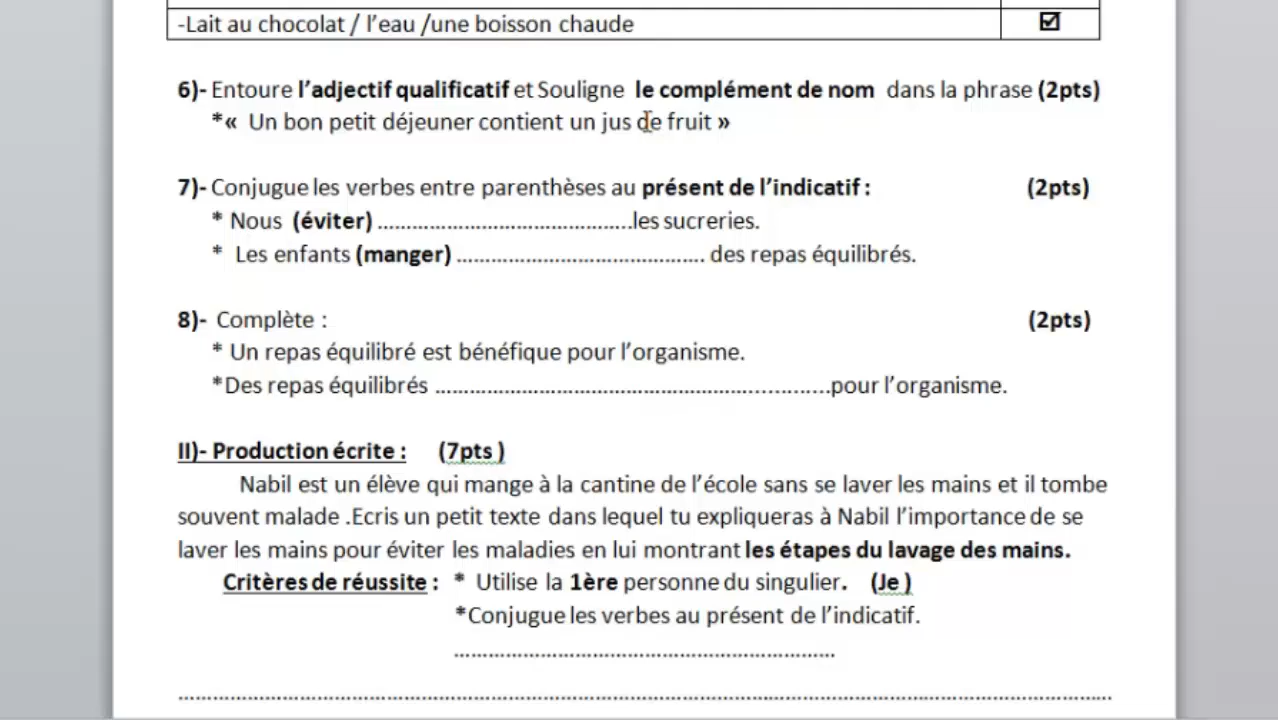 -Lait au chocolat / l'eau /une boisson chaude ☑
6)- Entoure l'adjectif qualificatif et Souligne le complément de nom dans la phrase (2pts)
*« Un bon petit déjeuner contient un jus de fruit »
7)- Conjugue les verbes entre parenthèses au présent de l'indicatif : (2pts)
* Nous (éviter) ……………………………………..les sucreries.
* Les enfants (manger) ……………………………………. des repas équilibrés.
8)- Complète : (2pts)
* Un repas équilibré est bénéfique pour l'organisme.
*Des repas équilibrés ……………………………………………...………..pour l'organisme.
II)- Production écrite : (7pts )
Nabil est un élève qui mange à la cantine de l'école sans se laver les mains et il tombe
souvent malade .Ecris un petit texte dans lequel tu expliqueras à Nabil l'importance de se
laver les mains pour éviter les maladies en lui montrant les étapes du lavage des mains.
Critères de réussite : * Utilise la 1ère personne du singulier. (Je )
*Conjugue les verbes au présent de l'indicatif.
…………………………………………………………
………………………………………………………………………………………………………………………………………………